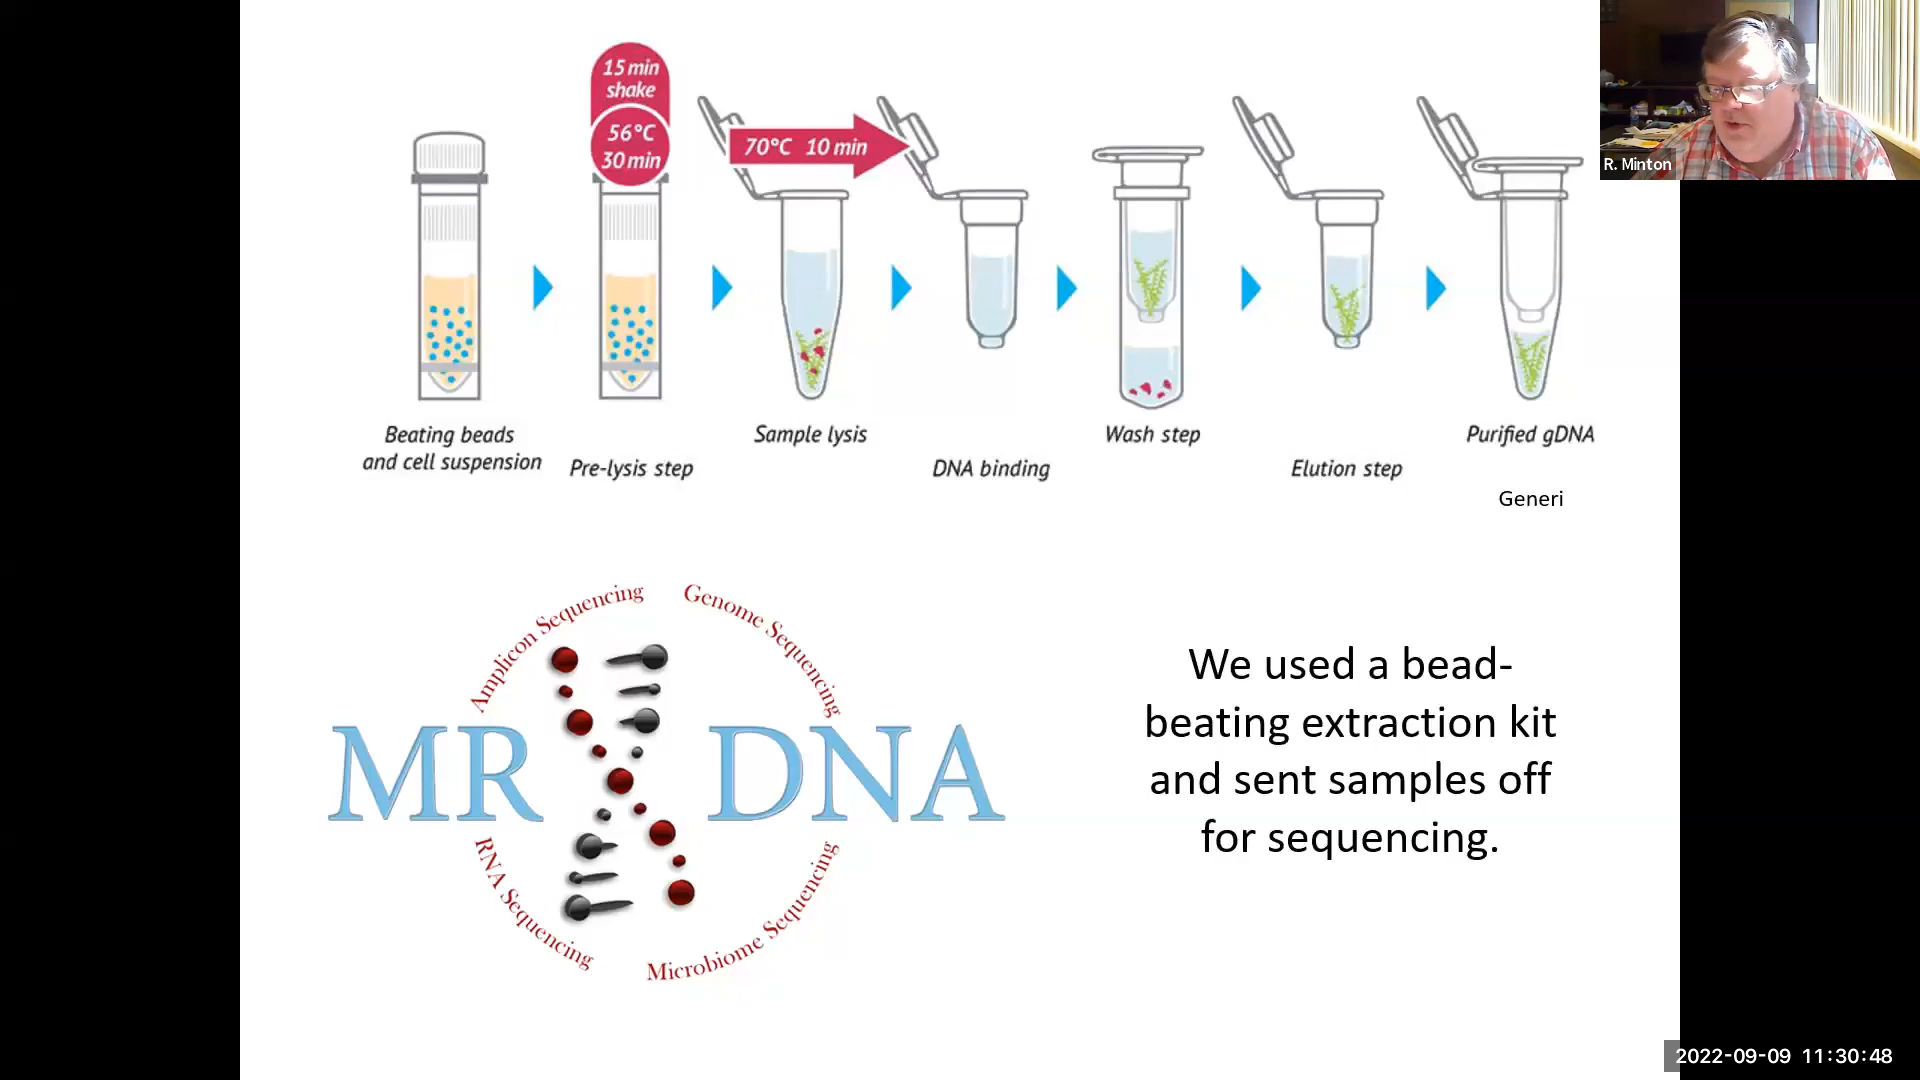 15 min
shake
56°C
30 min
70°C 10 min
R. Minton
Beating beads
and cell suspension
Pre-lysis step
Sample lysis
DNA binding
Wash step
Elution step
Purified gDNA
Generi
Amplicon Sequencing
Genome Sequencing
MR DNA
RNA Sequencing
Microbiome Sequencing
We used a bead-
beating extraction kit
and sent samples off
for sequencing.
2022-09-09 11:30:48